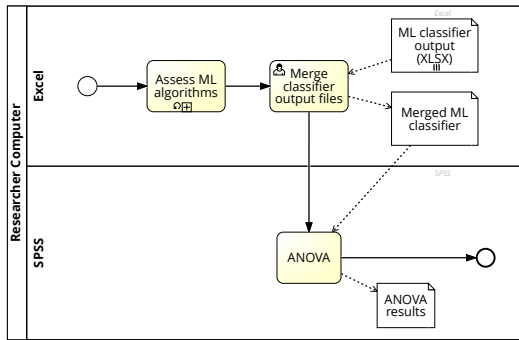 Researcher Computer
Excel
Excel
Assess ML
algorithms
Merge
classifier
output files
ML classifier
output
(XLSX)
Merged ML
classifier
SPSS
SPSS
ANOVA
ANOVA
results